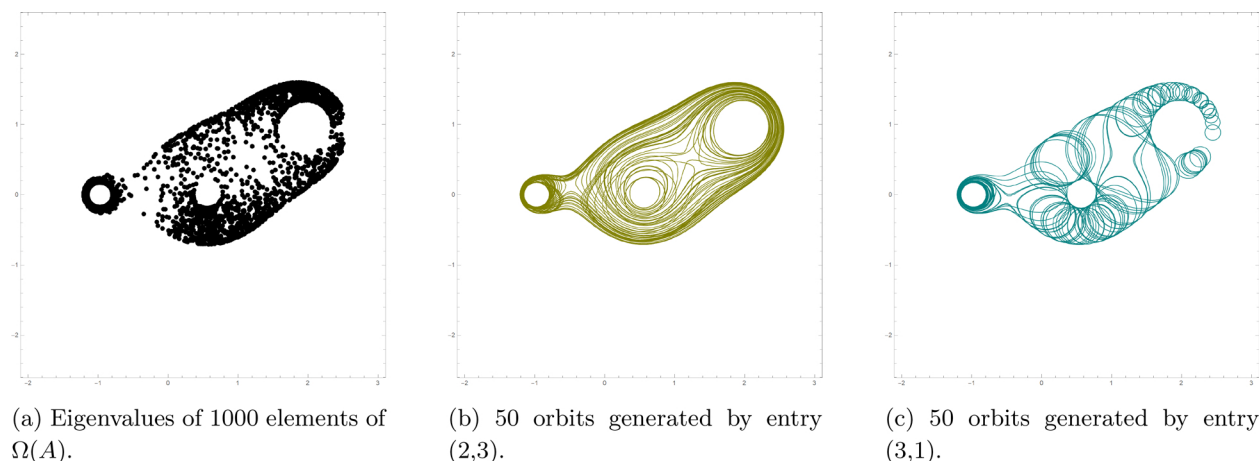 2
1
0
-1
-2
-2 -1 0 1 2 3
2
1
0
-1
-2
-2 -1 0 1 2 3
2
1
0
-1
-2
-2 -1 0 1 2 3
(a) Eigenvalues of 1000 elements of
Ω(A).
(b) 50 orbits generated by entry
(2,3).
(c) 50 orbits generated by entry
(3,1).